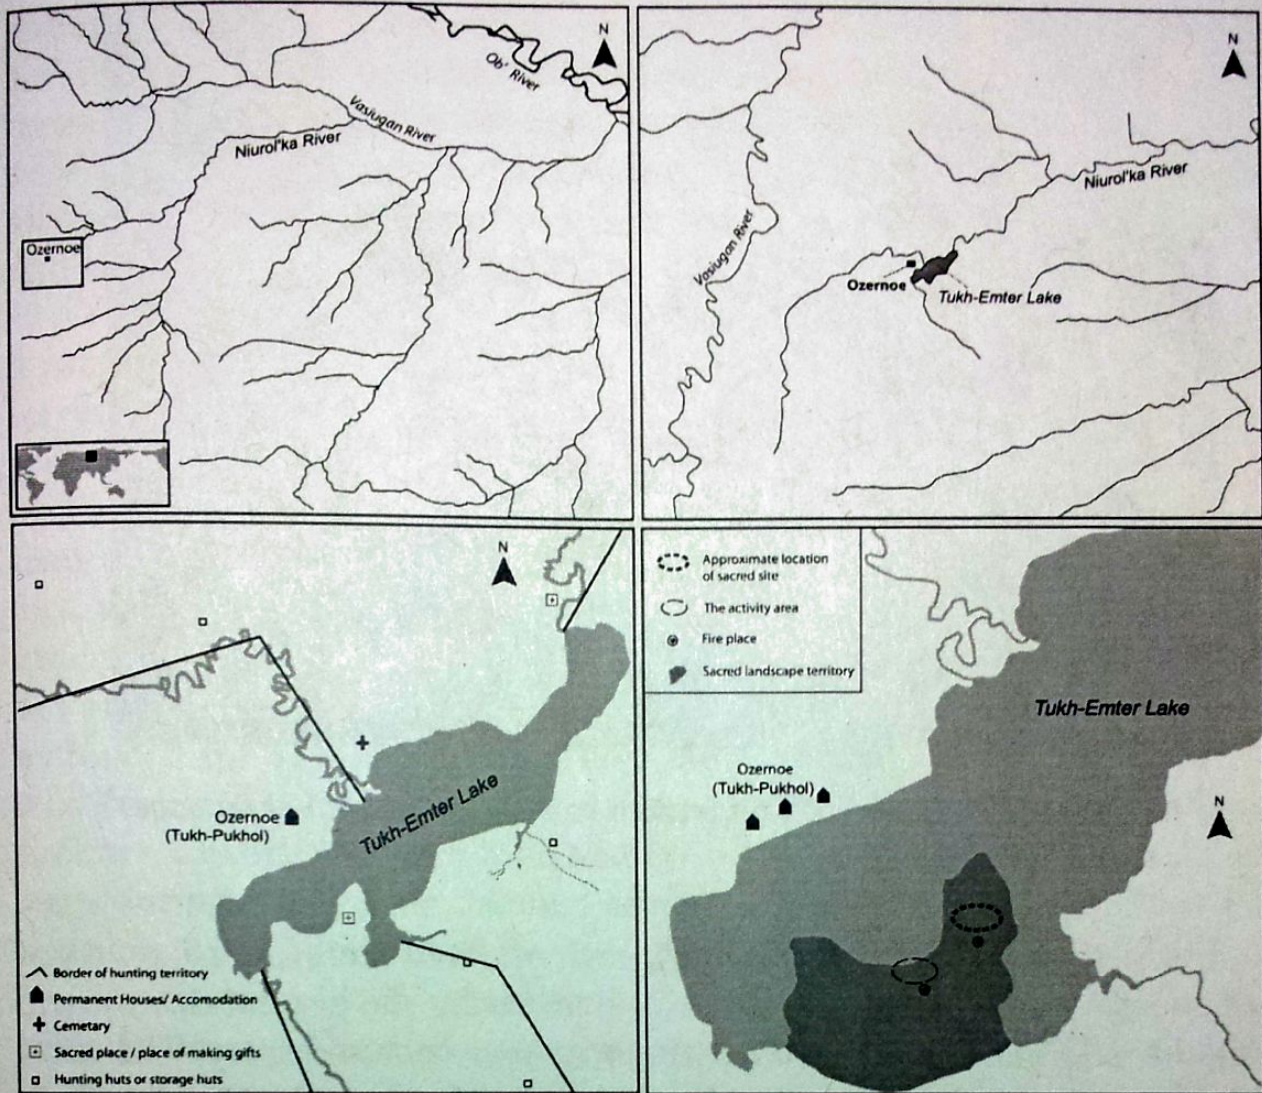 N
Ob' River
Vasiugan River
Niurol'ka River
Ozernoe
N
Niurol'ka River
Vasiugan River
Ozernoe
Tukh-Emter Lake
N
Ozernoe
(Tukh-Pukhol)
Tukh-Emter Lake
Border of hunting territory
Permanent Houses/ Accomodation
Cemetary
Sacred place / place of making gifts
Hunting huts or storage huts
Approximate location
of sacred site
The activity area
Fire place
Sacred landscape territory
Tukh-Emter Lake
Ozernoe
(Tukh-Pukhol)
N